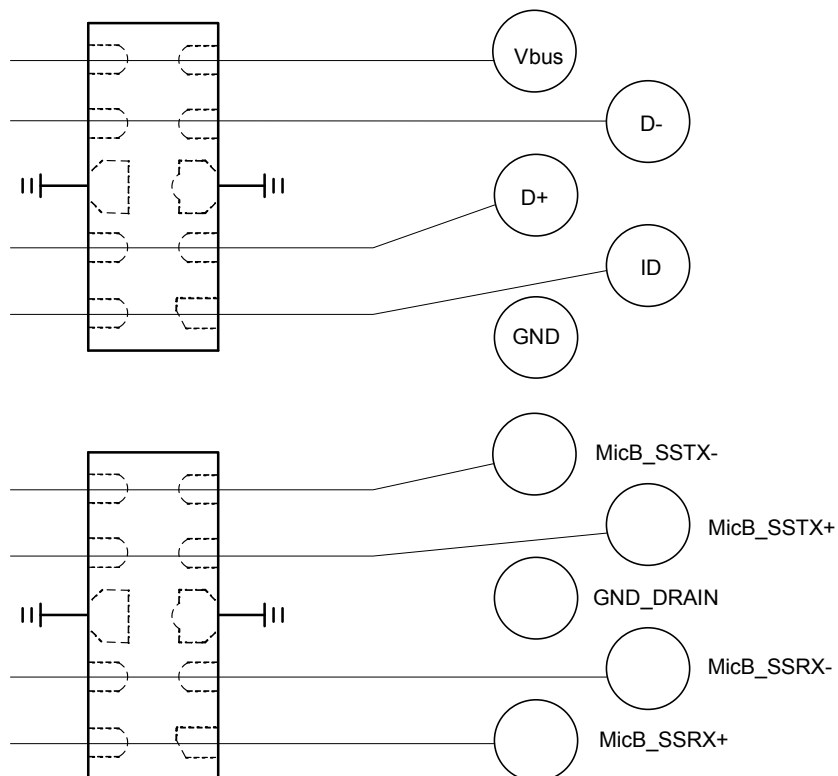 Vbus
D-
D+
ID
GND
MicB_SSTX-
MicB_SSTX+
GND_DRAIN
MicB_SSRX-
MicB_SSRX+